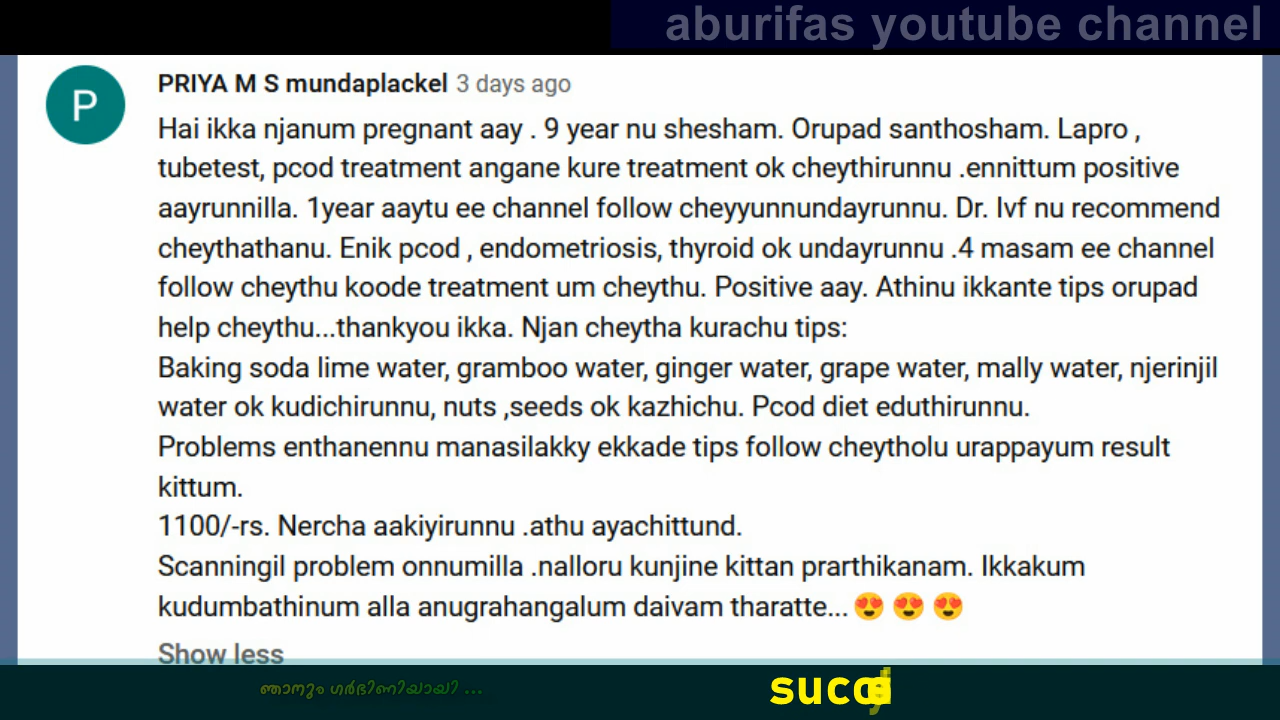 aburifas youtube channel
P
PRIYA M S mundaplackel 3 days ago
Hai ikka njanum pregnant aay . 9 year nu shesham. Orupad santhosham. Lapro ,
tubetest, pcod treatment angane kure treatment ok cheythirunnu .ennittum positive
aayrunnilla. 1year aaytu ee channel follow cheyyunnundayrunnu. Dr. Ivf nu recommend
cheythathanu. Enik pcod , endometriosis, thyroid ok undayrunnu .4 masam ee channel
follow cheythu koode treatment um cheythu. Positive aay. Athinu ikkante tips orupad
help cheythu...thankyou ikka. Njan cheytha kurachu tips:
Baking soda lime water, gramboo water, ginger water, grape water, mally water, njerinjil
water ok kudichirunnu, nuts ,seeds ok kazhichu. Pcod diet eduthirunnu.
Problems enthanennu manasilakky ekkade tips follow cheytholu urappayum result
kittum.
1100/-rs. Nercha aakiyirunnu .athu ayachittund.
Scanningil problem onnumilla .nalloru kunjine kittan prarthikanam. Ikkakum
kudumbathinum alla anugrahangalum daivam tharatte...😍 😍 😍
Show less
ഞാനും ഗർഭിണിയായി ...